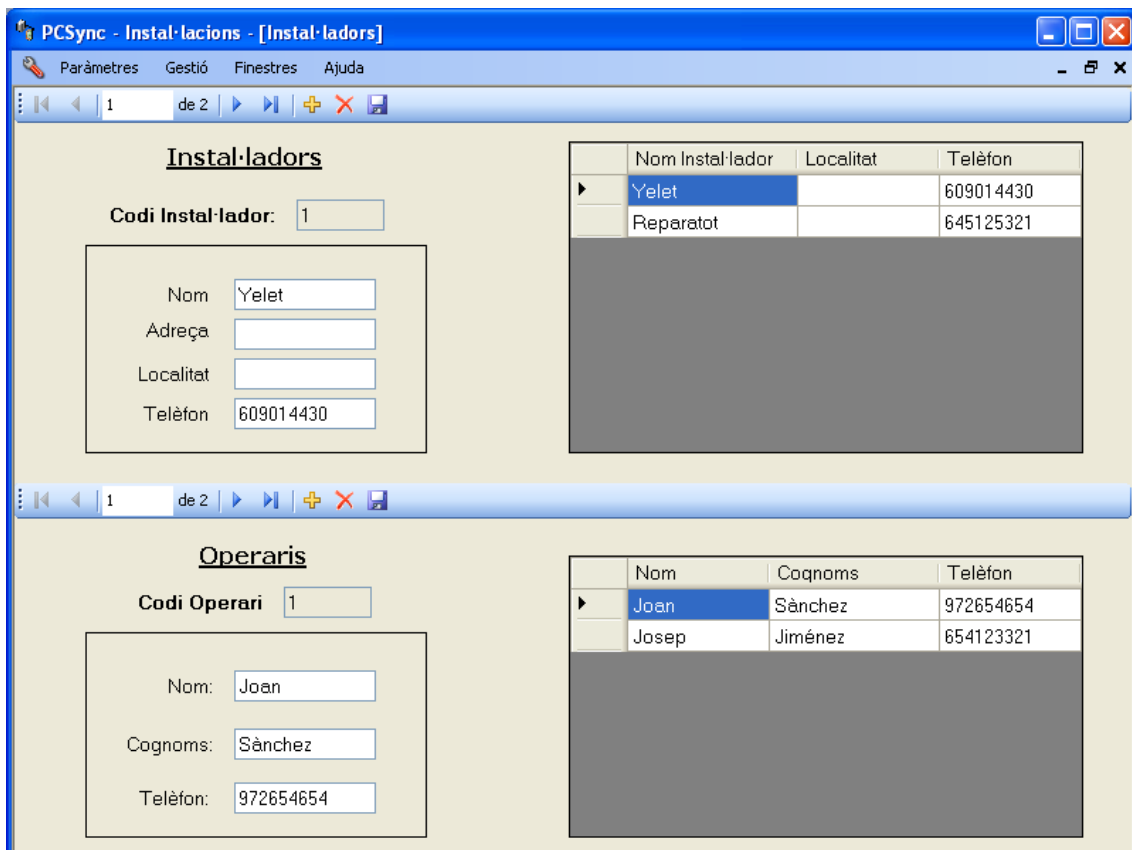 PCSync - Instal·lacions - [Instal·ladors]
Paràmetres Gestió Finestres Ajuda
1 de 2
Instal·ladors
Codi Instal·lador: 1
Nom Yelet
Adreça
Localitat
Telèfon 609014430
Nom Instal·lador Localitat Telèfon
Yelet 609014430
Reparatot 645125321
1 de 2
Operaris
Codi Operari 1
Nom: Joan
Cognoms: Sànchez
Telèfon: 972654654
Nom Cognoms Telèfon
Joan Sànchez 972654654
Josep Jiménez 654123321